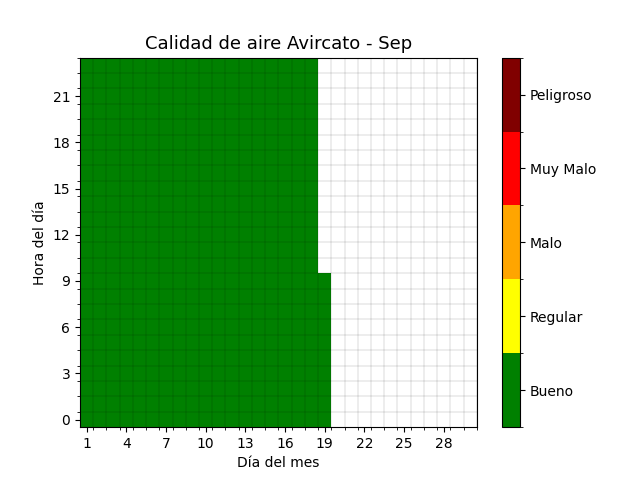 Calidad de aire Avircato - Sep
Hora del día
21
18
15
12
9
6
3
0
1 4 7 10 13 16 19 22 25 28
Día del mes
Peligroso
Muy Malo
Malo
Regular
Bueno